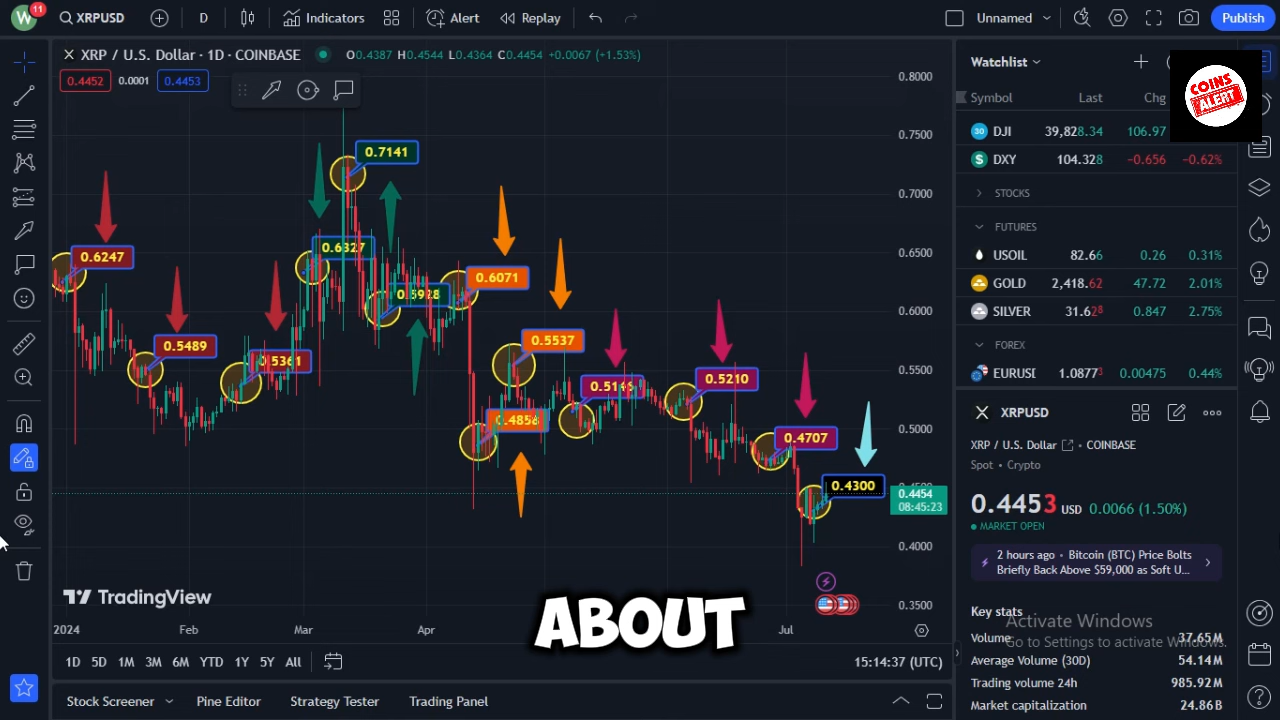 W 11 XRPUSD D Indicators Alert Replay Unnamed Publish
XRP / U.S. Dollar · 1D · COINBASE O0.4387 H0.4544 L0.4364 C0.4454 +0.0067 (+1.53%)
0.4452 0.0001 0.4453
0.8000
0.7500
0.7000
0.6500
0.6000
0.5500
0.5000
0.4454
08:45:23
0.4000
0.3500
0.6247
0.5489
0.5361
0.6327
0.7141
0.5928
0.6071
0.4858
0.5537
0.5210
0.4707
0.4300
TradingView
ABOUT
2024 Feb Mar Apr Jul
1D 5D 1M 3M 6M YTD 1Y 5Y All 15:14:37 (UTC)
Stock Screener Pine Editor Strategy Tester Trading Panel
Watchlist
COINS
ALERT
Symbol Last Chg
30 DJI 39,828.34 106.97
$ DXY 104.328 -0.656 -0.62%
STOCKS
FUTURES
USOIL 82.66 0.26 0.31%
GOLD 2,418.62 47.72 2.01%
SILVER 31.628 0.847 2.75%
FOREX
EURUSI 1.08773 0.00475 0.44%
XRPUSD
XRP / U.S. Dollar COINBASE
Spot • Crypto
0.4453 USD 0.0066 (1.50%)
MARKET OPEN
2 hours ago • Bitcoin (BTC) Price Bolts
Briefly Back Above $59,000 as Soft U...
Key stats
Activate Windows
Go to Settings to activate Windows.
Volume 37.65M
Average Volume (30D) 54.14M
Trading volume 24h 985.92M
Market capitalization 24.86B